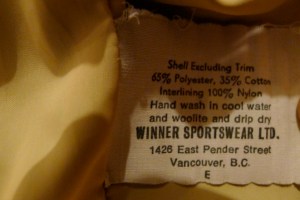 Shell Excluding Trim
65% Polyester, 35% Cotton
Interlining 100% Nylon
Hand wash in cool water
and woolite and drip dry
WINNER SPORTSWEAR LTD.
1426 East Pender Street
Vancouver, B.C.
E